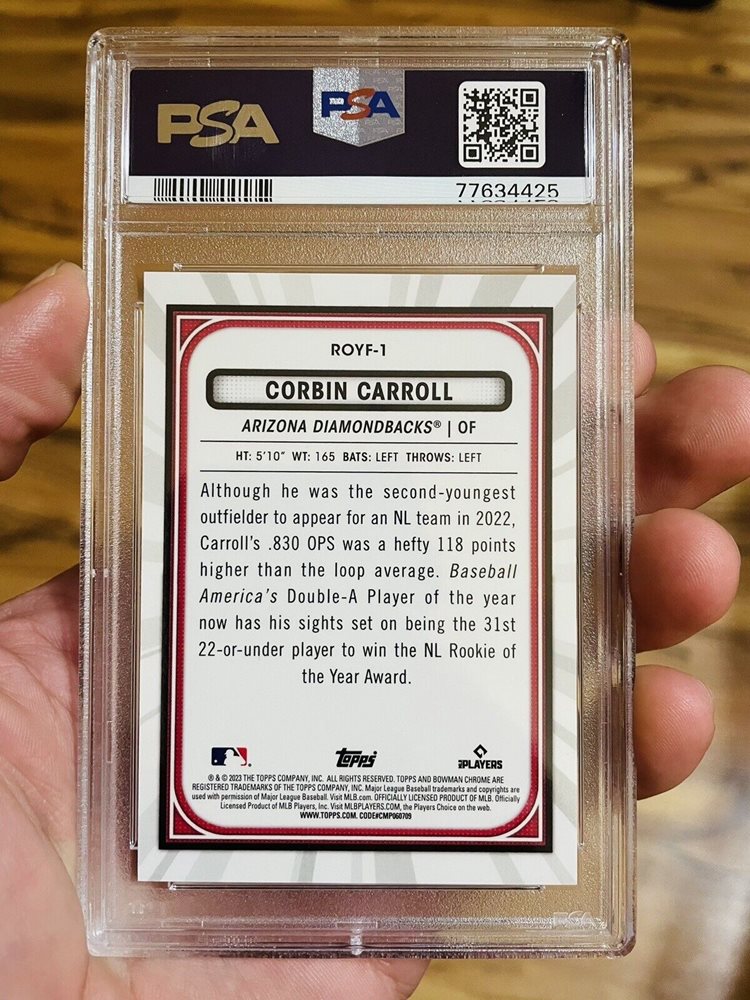 PSA
PSA
77634425
ROYF-1
CORBIN CARROLL
ARIZONA DIAMONDBACKS® | OF
HT: 5'10" WT: 165 BATS: LEFT THROWS: LEFT
Although he was the second-youngest
outfielder to appear for an NL team in 2022,
Carroll's .830 OPS was a hefty 118 points
higher than the loop average. Baseball
America's Double-A Player of the year
now has his sights set on being the 31st
22-or-under player to win the NL Rookie of
the Year Award.
topps
PLAYERS
® & © 2023 THE TOPPS COMPANY, INC. ALL RIGHTS RESERVED. TOPPS AND BOWMAN CHROME ARE
REGISTERED TRADEMARKS OF THE TOPPS COMPANY, INC. Major League Baseball trademarks and copyrights are
used with permission of Major League Baseball. Visit MLB.com. OFFICIALLY LICENSED PRODUCT OF MLB. Officially
Licensed Product of MLB Players, Inc. Visit MLBPLAYERS.COM, the Players Choice on the web.
WWW.TOPPS.COM. CODE#CMP060709